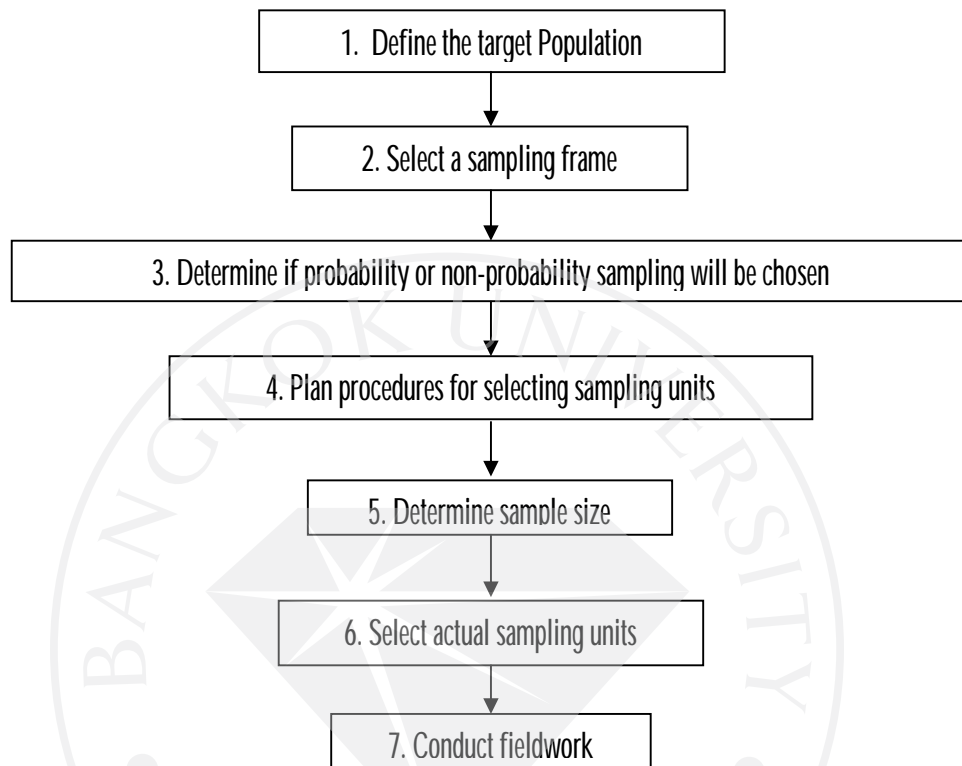 1. Define the target Population
2. Select a sampling frame
3. Determine if probability or non-probability sampling will be chosen
4. Plan procedures for selecting sampling units
5. Determine sample size
6. Select actual sampling units
7. Conduct fieldwork
BANGKOK UNIVERSITY